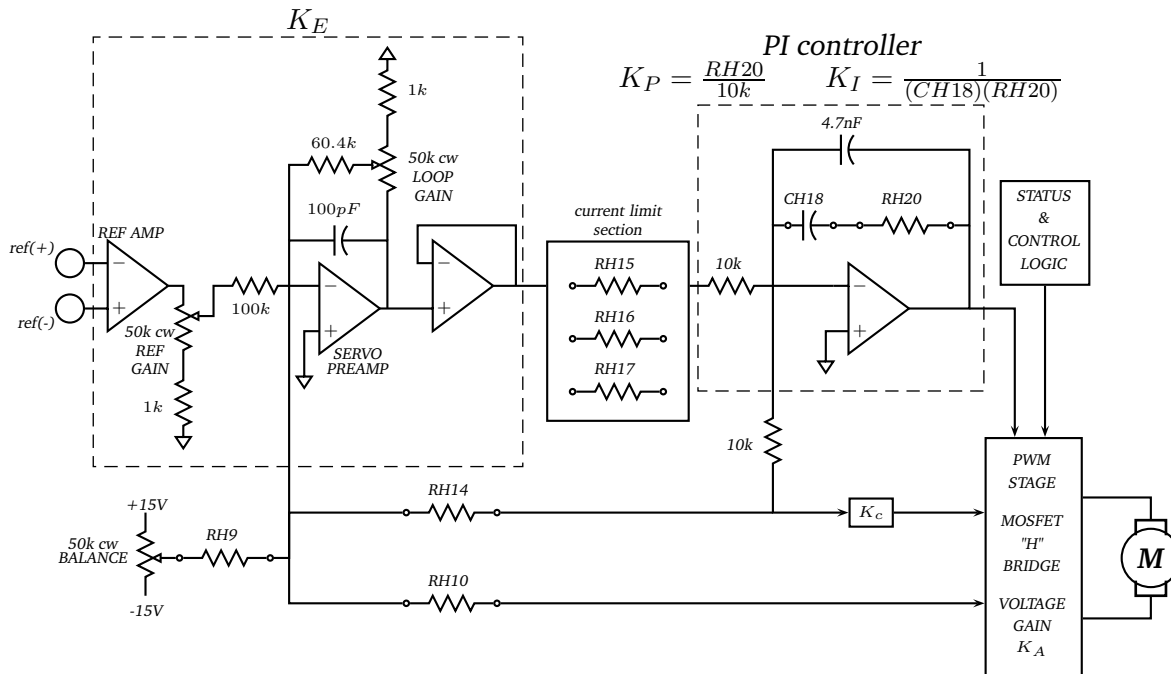 K_E
PI controller
K_P = \frac{RH20}{10k}
K_I = \frac{1}{(CH18)(RH20)}
1k
60.4k
50k cw
LOOP
GAIN
100pF
REF AMP
ref(+)
ref(-)
−
+
50k cw
REF
GAIN
1k
100k
−
+
SERVO
PREAMP
−
+
current limit
section
RH15
RH16
RH17
10k
4.7nF
CH18
RH20
−
+
10k
STATUS
&
CONTROL
LOGIC
+15V
50k cw
BALANCE
-15V
RH9
RH14
RH10
K_c
PWM
STAGE
MOSFET
"H"
BRIDGE
VOLTAGE
GAIN
K_A
M